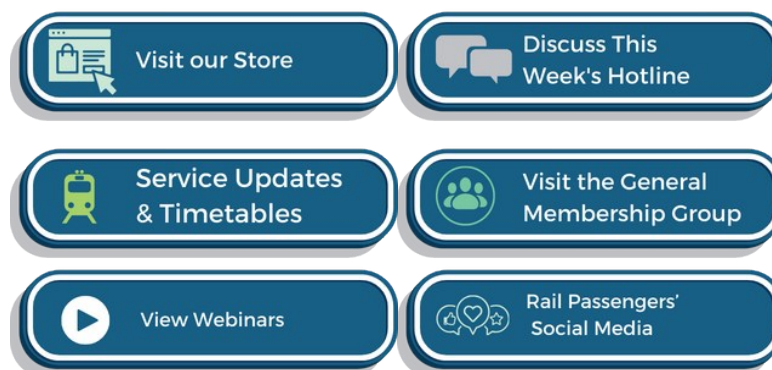 Visit our Store
Discuss This
Week's Hotline
Service Updates
& Timetables
Visit the General
Membership Group
View Webinars
Rail Passengers’
Social Media